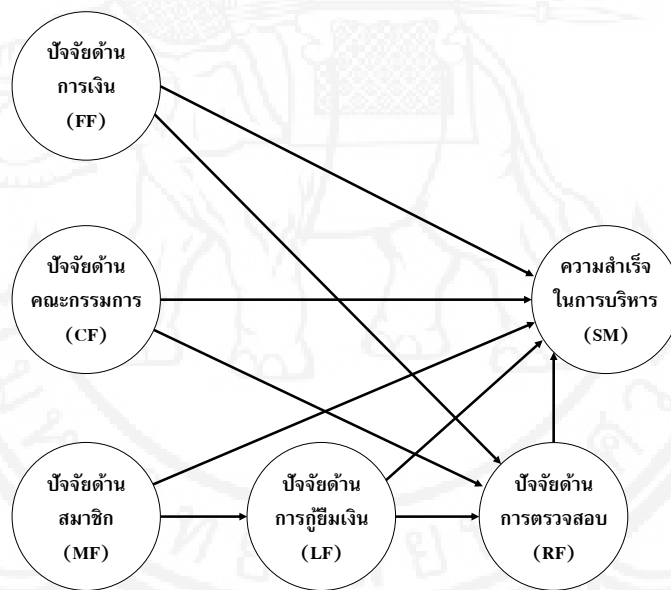 ปัจจัยด้าน
การเงิน
(FF)
ปัจจัยด้าน
คณะกรรมการ
(CF)
ความสำเร็จ
ในการบริหาร
(SM)
ปัจจัยด้าน
สมาชิก
(MF)
ปัจจัยด้าน
การกู้ยืมเงิน
(LF)
ปัจจัยด้าน
การตรวจสอบ
(RF)